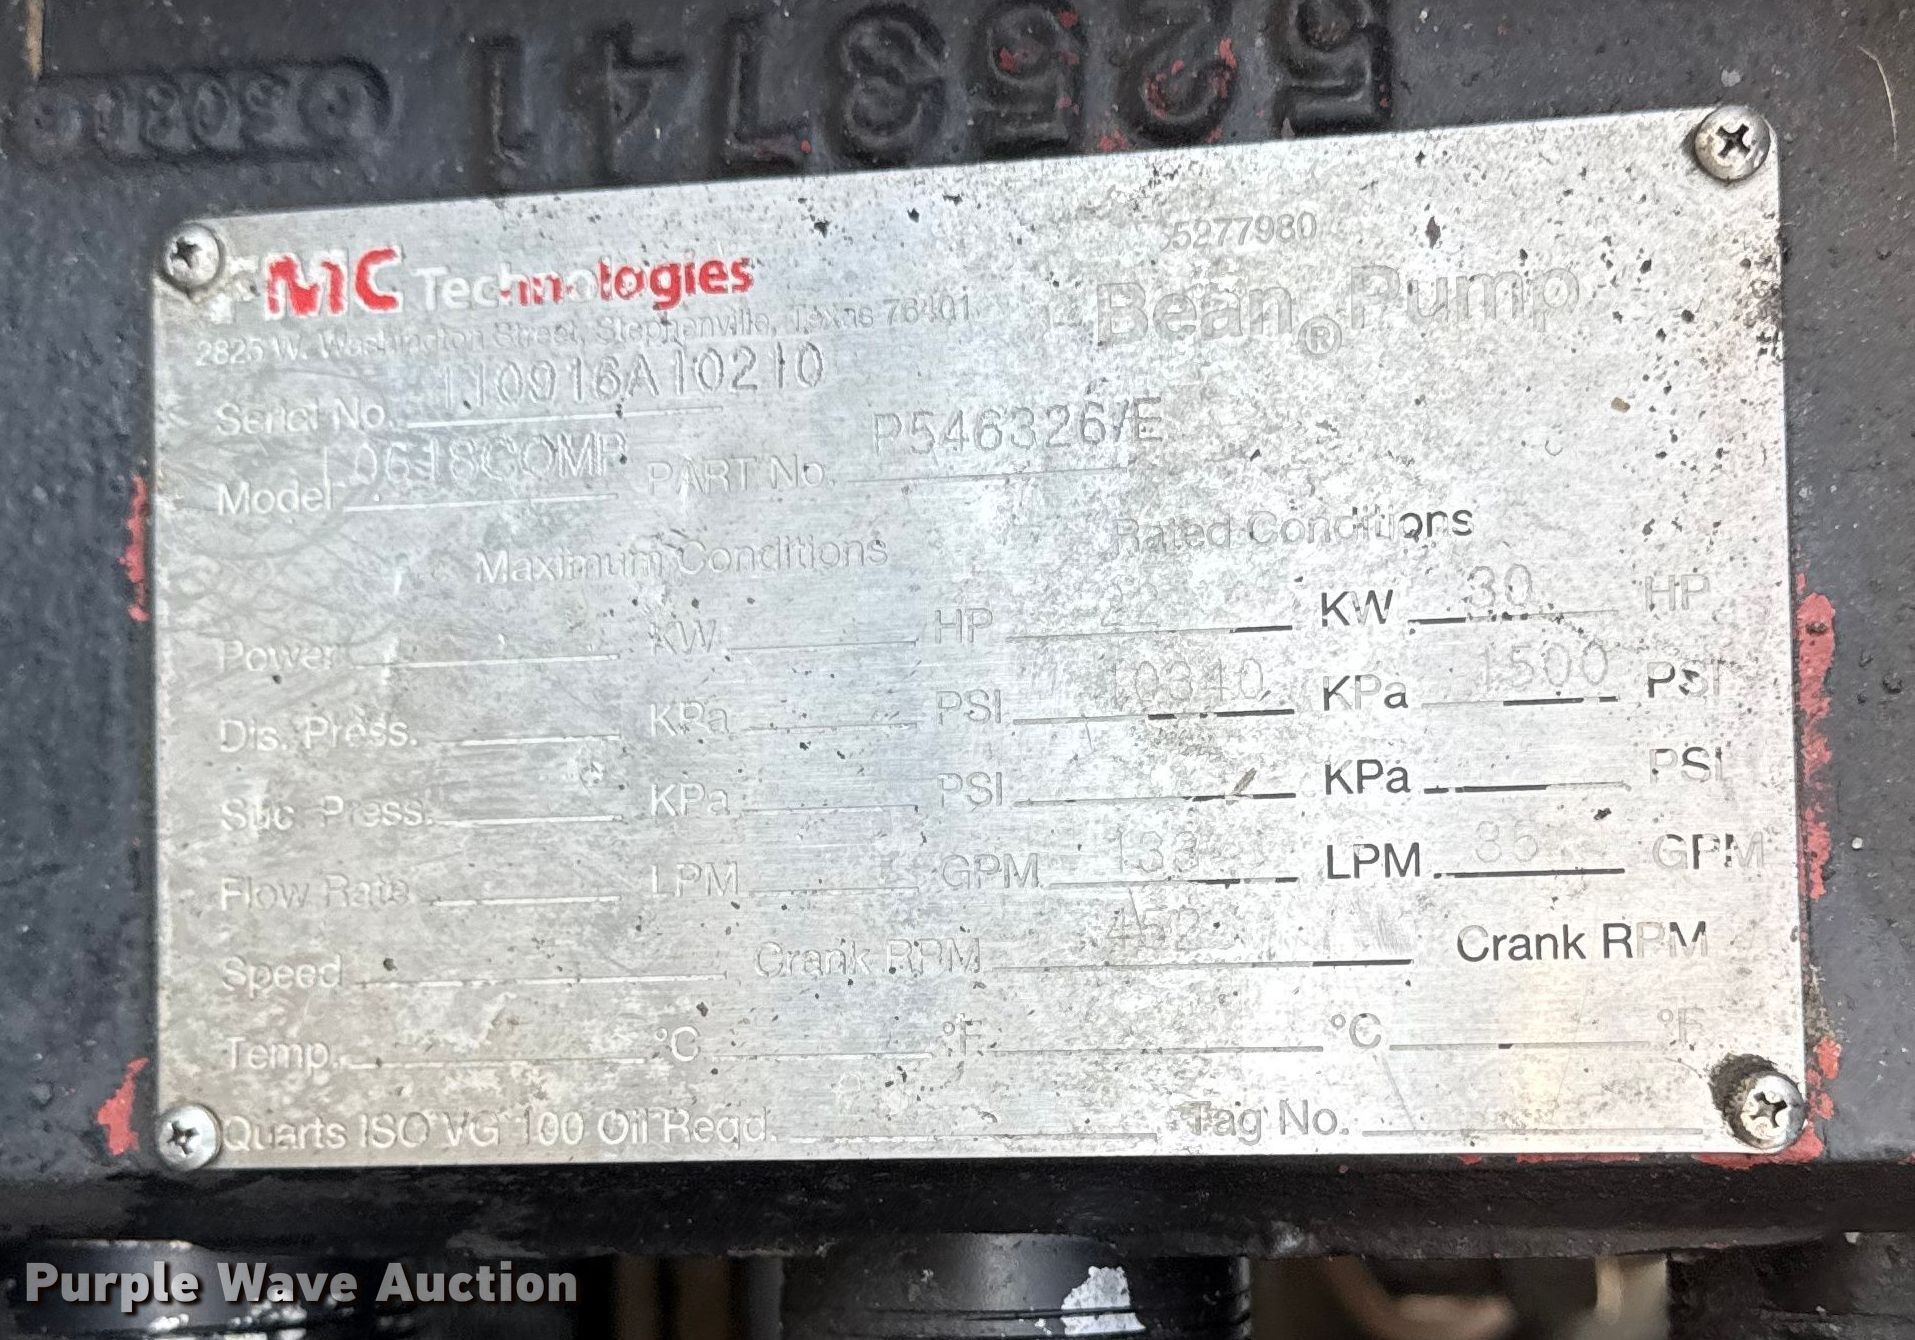 5253741
5277980
FMC Technologies
Bean® Pump
2825 W. Washington Street, Stephenville, Texas 76401
Serial No. 110916A10210
Model L0618COMP PART No. P546326/E
Maximum Conditions Rated Conditions
Power KW HP 22 KW 30 HP
Dis. Press. KPa PSI 10340 KPa 1500 PSI
Suc. Press. KPa PSI KPa PSI
Flow Rate LPM GPM 133 LPM 35 GPM
Speed Crank RPM 452 Crank RPM
Temp. °C °F °C °F
Quarts ISO VG 100 Oil Reqd. Tag No.
Purple Wave Auction